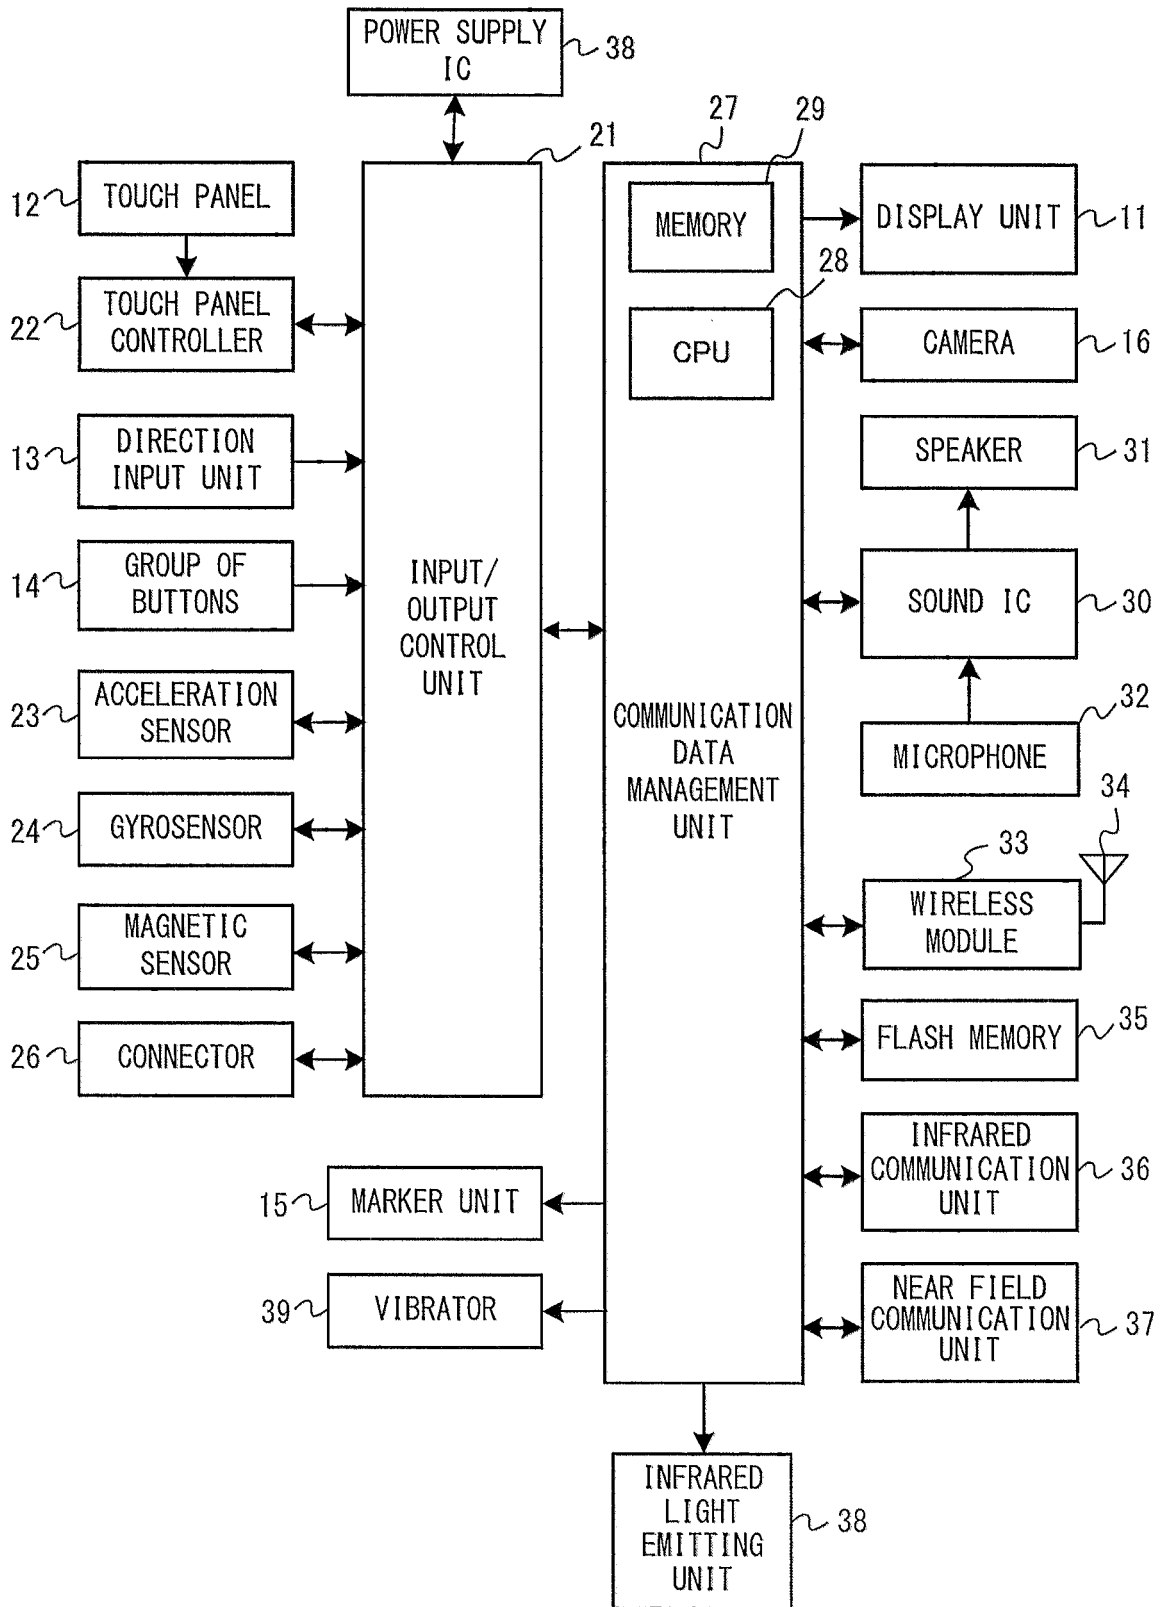 POWER SUPPLY
IC
38
21
27
29
12
TOUCH PANEL
MEMORY
DISPLAY UNIT
11
22
TOUCH PANEL
CONTROLLER
28
CPU
CAMERA
16
13
DIRECTION
INPUT UNIT
SPEAKER
31
14
GROUP OF
BUTTONS
INPUT/
OUTPUT
CONTROL
UNIT
SOUND IC
30
23
ACCELERATION
SENSOR
COMMUNICATION
DATA
MANAGEMENT
UNIT
32
MICROPHONE
24
GYROSENSOR
34
33
WIRELESS
MODULE
25
MAGNETIC
SENSOR
26
CONNECTOR
FLASH MEMORY
35
INFRARED
COMMUNICATION
UNIT
36
15
MARKER UNIT
39
VIBRATOR
NEAR FIELD
COMMUNICATION
UNIT
37
INFRARED
LIGHT
EMITTING
UNIT
38